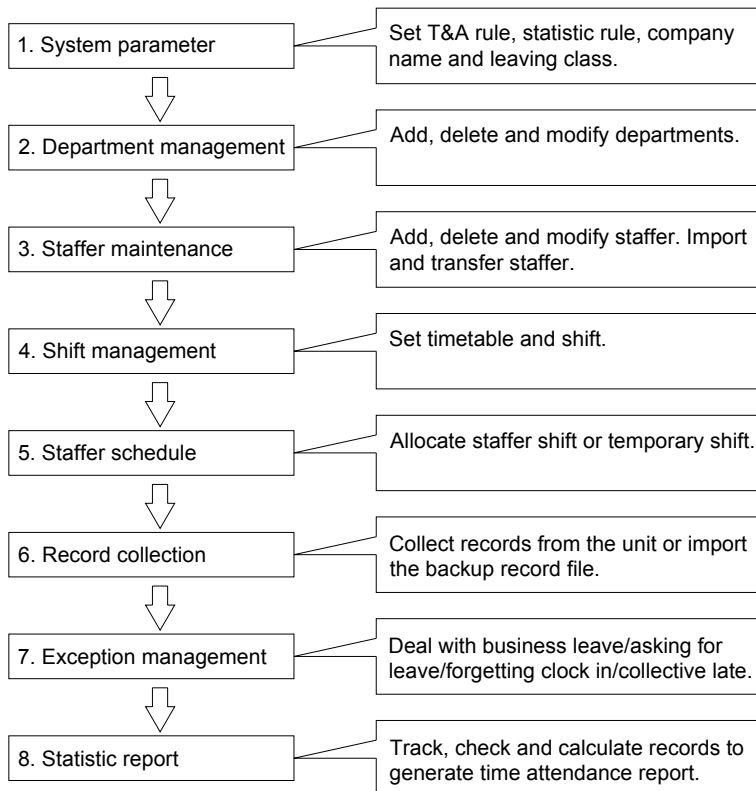 1. System parameter
Set T&A rule, statistic rule, company
name and leaving class.
2. Department management
Add, delete and modify departments.
3. Staffer maintenance
Add, delete and modify staffer. Import
and transfer staffer.
4. Shift management
Set timetable and shift.
5. Staffer schedule
Allocate staffer shift or temporary shift.
6. Record collection
Collect records from the unit or import
the backup record file.
7. Exception management
Deal with business leave/asking for
leave/forgetting clock in/collective late.
8. Statistic report
Track, check and calculate records to
generate time attendance report.